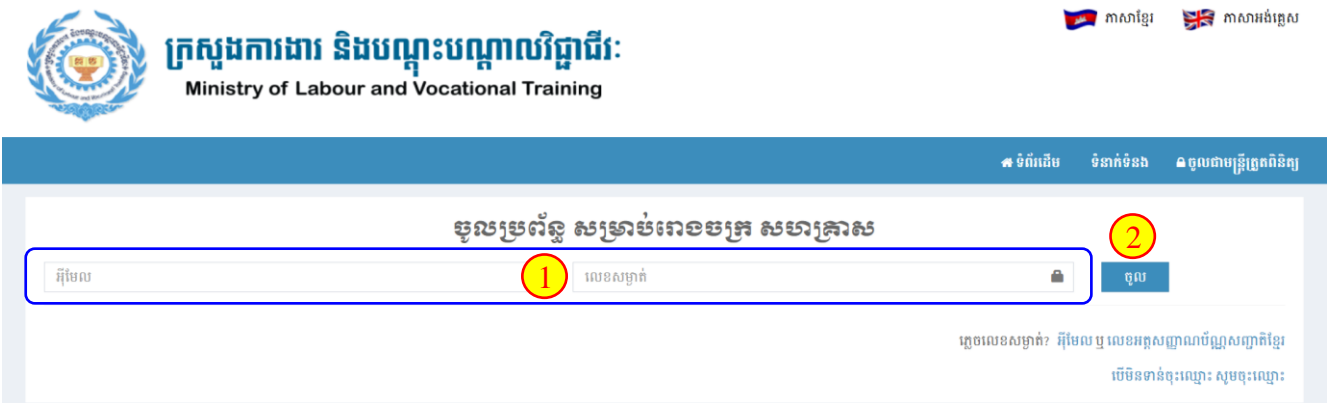 ភាសាខ្មែរ ភាសាអង់គ្លេស
ក្រសួងការងារ និងបណ្តុះបណ្តាលវិជ្ជាជីវៈ
Ministry of Labour and Vocational Training
ទំព័រដើម ទំនាក់ទំនង ចូលជាមន្ត្រីត្រួតពិនិត្យ
ចូលប្រព័ន្ធ សម្រាប់រោងចក្រ សហគ្រាស
2
អ៊ីមែល 1 លេខសម្ងាត់ ចូល
ភ្លេចលេខសម្ងាត់? អ៊ីមែល ឬ លេខអត្តសញ្ញាណប័ណ្ណសញ្ជាតិខ្មែរ
បើមិនទាន់ចុះឈ្មោះ សូមចុះឈ្មោះ